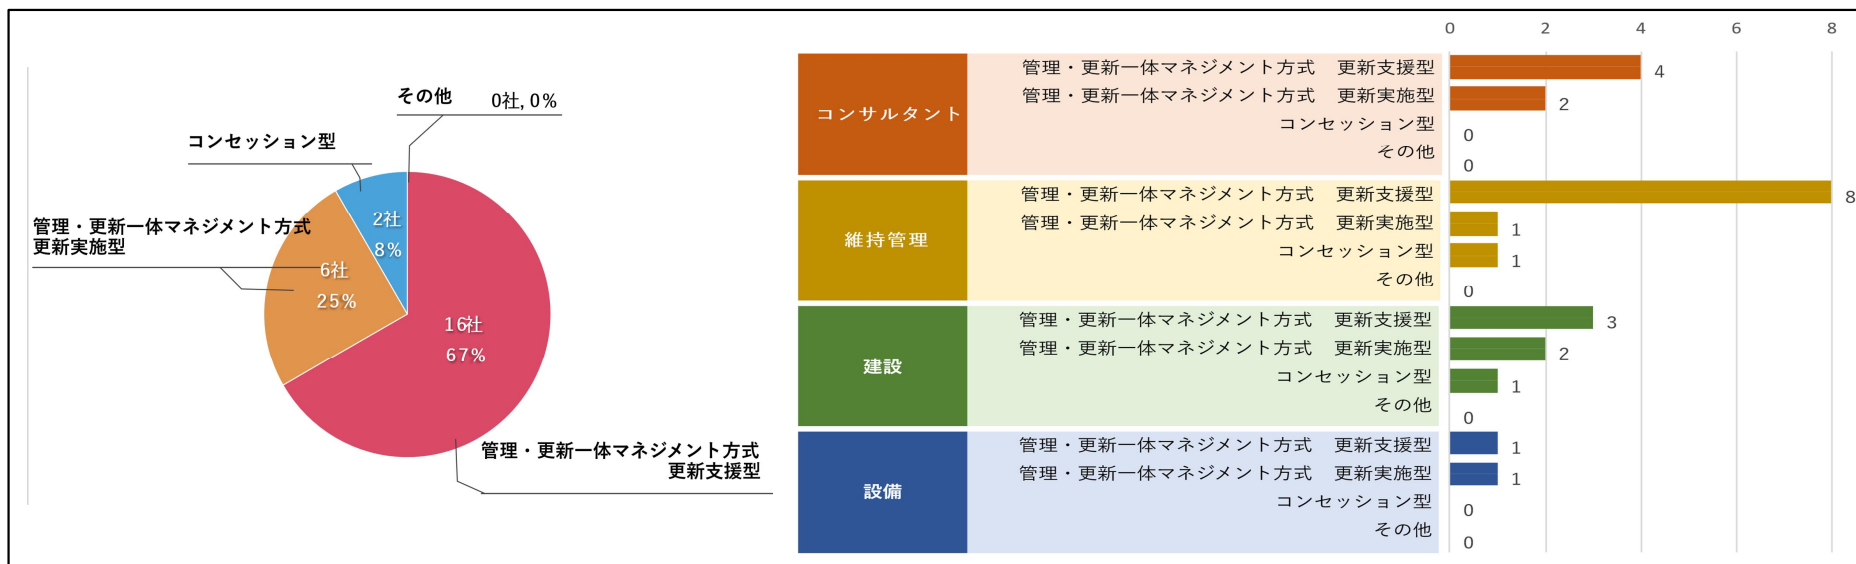 その他
0社, 0%
コンセッション型
2社
8%
管理・更新一体マネジメント方式
更新実施型
6社
25%
16社
67%
管理・更新一体マネジメント方式
更新支援型
0 2 4 6 8
コンサルタント
管理・更新一体マネジメント方式 更新支援型 4
管理・更新一体マネジメント方式 更新実施型 2
コンセッション型 0
その他 0
維持管理
管理・更新一体マネジメント方式 更新支援型 8
管理・更新一体マネジメント方式 更新実施型 1
コンセッション型 1
その他 0
建設
管理・更新一体マネジメント方式 更新支援型 3
管理・更新一体マネジメント方式 更新実施型 2
コンセッション型 1
その他 0
設備
管理・更新一体マネジメント方式 更新支援型 1
管理・更新一体マネジメント方式 更新実施型 1
コンセッション型 0
その他 0